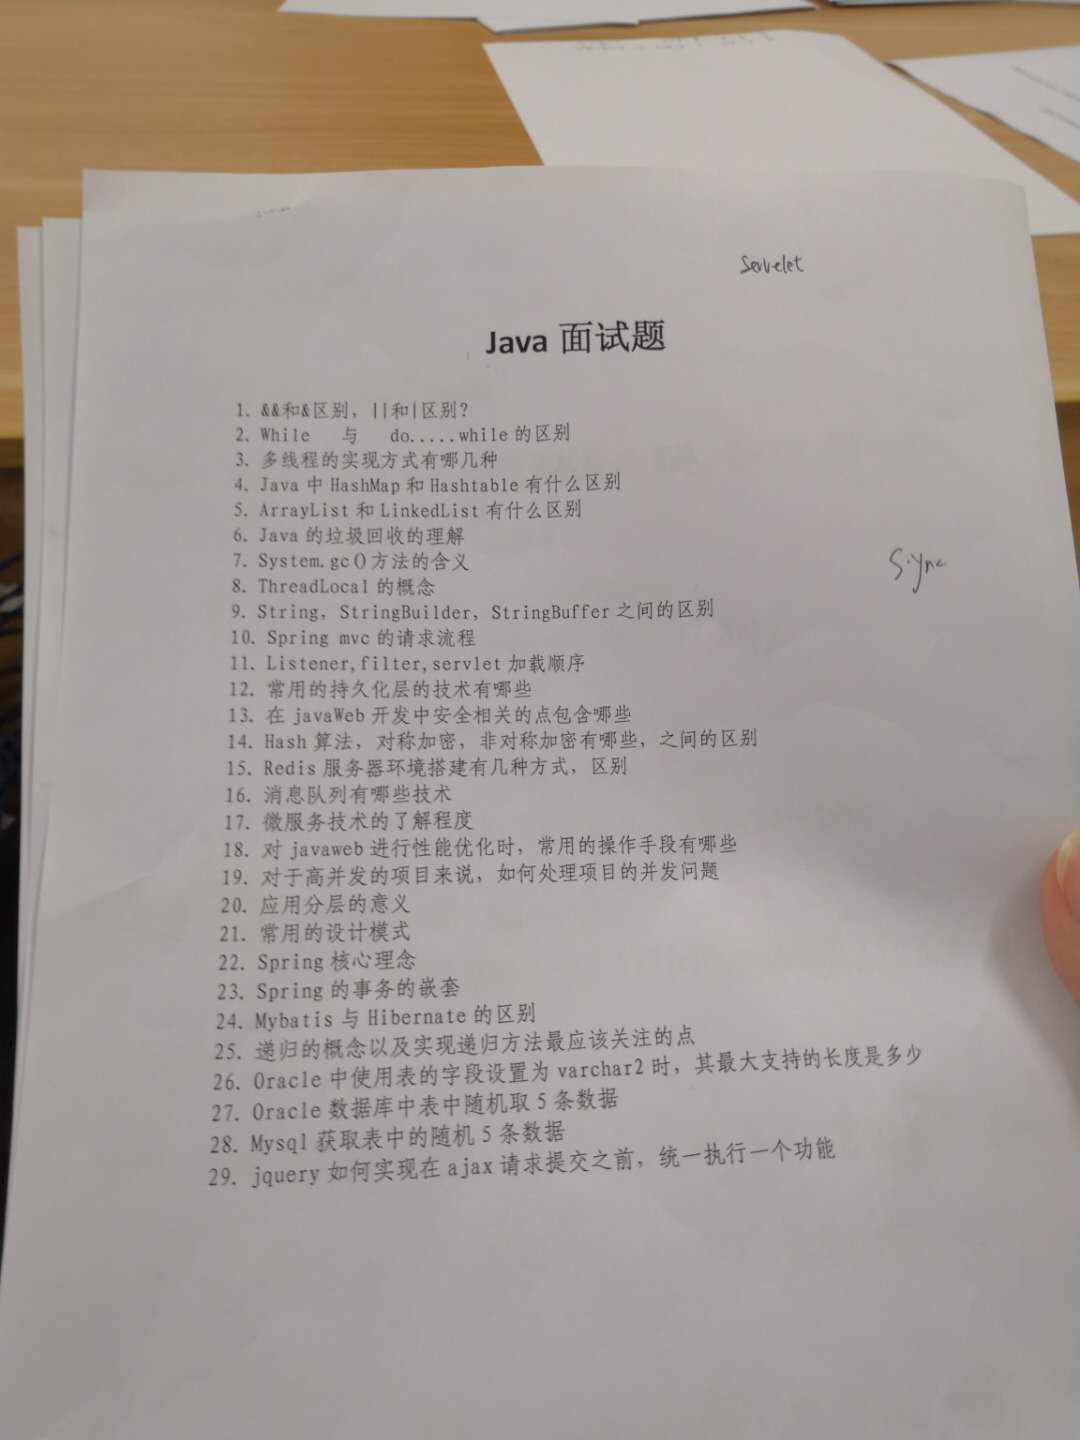 Servelet
Java 面试题
1. &&和&区别，||和|区别？
2. While 与 do.....while的区别
3. 多线程的实现方式有哪几种
4. Java 中 HashMap 和 Hashtable 有什么区别
5. ArrayList 和 LinkedList 有什么区别
6. Java 的垃圾回收的理解
7. System.gc()方法的含义
Sync
8. ThreadLocal 的概念
9. String, StringBuilder, StringBuffer 之间的区别
10. Spring mvc 的请求流程
11. Listener,filter,servlet 加载顺序
12. 常用的持久化层的技术有哪些
13. 在 javaWeb 开发中安全相关的点包含哪些
14. Hash 算法，对称加密，非对称加密有哪些，之间的区别
15. Redis 服务器环境搭建有几种方式，区别
16. 消息队列有哪些技术
17. 微服务技术的了解程度
18. 对 javaweb 进行性能优化时，常用的操作手段有哪些
19. 对于高并发的项目来说，如何处理项目的并发问题
20. 应用分层的意义
21. 常用的设计模式
22. Spring 核心理念
23. Spring 的事务的嵌套
24. Mybatis 与 Hibernate 的区别
25. 递归的概念以及实现递归方法最应该关注的点
26. Oracle 中使用表的字段设置为 varchar2 时，其最大支持的长度是多少
27. Oracle 数据库中表中随机取 5 条数据
28. Mysql 获取表中的随机 5 条数据
29. jquery 如何实现在 ajax 请求提交之前，统一执行一个功能